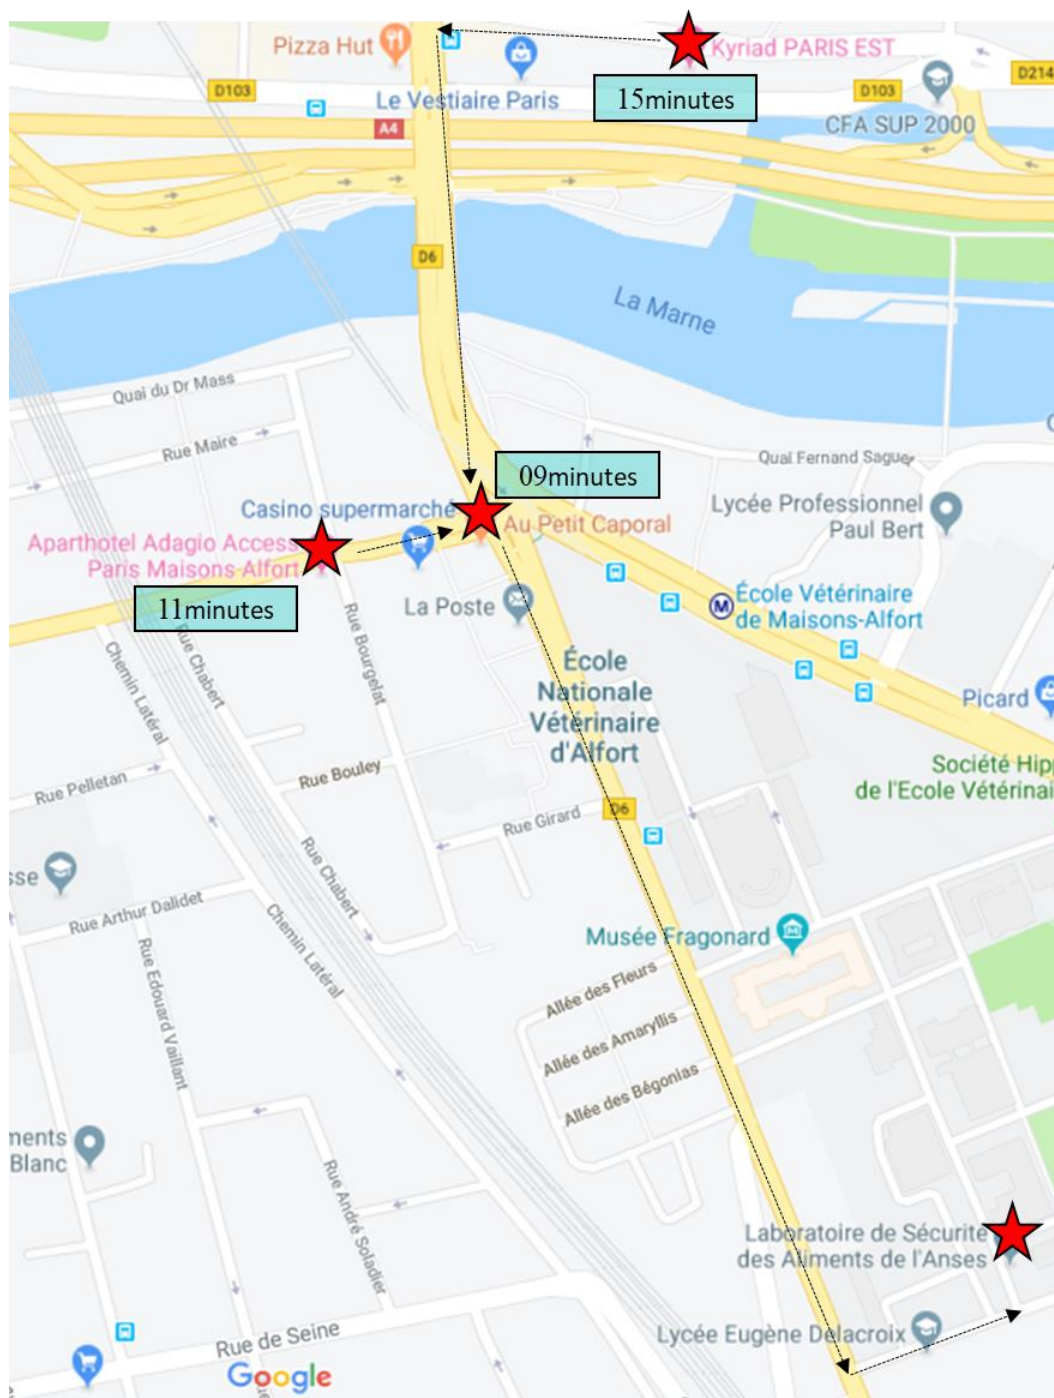 Pizza Hut
Kyriad PARIS EST
D103
Le Vestiaire Paris
15minutes
D103
D214
A4
CFA SUP 2000
D6
La Marne
Quai du Dr Mass
Rue Maire
Quai Fernand Saguet
09minutes
Casino supermarché
Au Petit Caporal
Lycée Professionnel
Paul Bert
Aparthotel Adagio Access
Paris Maisons-Alfort
11minutes
La Poste
M
École Vétérinaire
de Maisons-Alfort
Rue Chabert
Rue Bourgelat
Chemin Latéral
École
Nationale
Vétérinaire
d'Alfort
Picard
Société Hipp
de l'Ecole Vétérinai
Rue Pelletan
Rue Bouley
D6
Rue Girard
Rue Chabert
sse
Rue Arthur Dalidet
Chemin Latéral
Musée Fragonard
Rue Edouard Vaillant
Allée des Fleurs
Allée des Amaryllis
Allée des Bégonias
ments
Blanc
Rue André Soladier
Laboratoire de Sécurité
des Aliments de l'Anses
Rue de Seine
Lycée Eugène Delacroix
Google